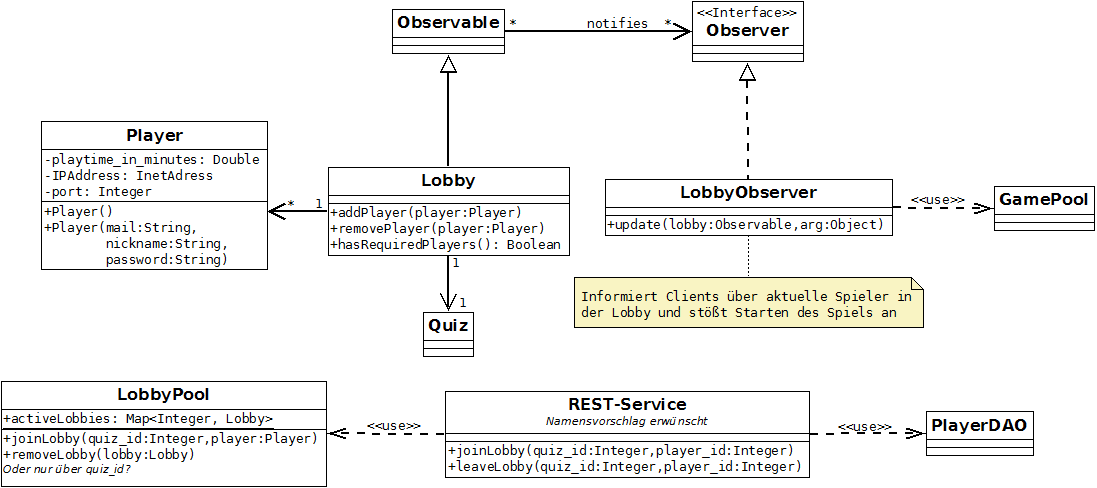 Observable
*
notifies
*
<<Interface>>
Observer
Player
-playtime_in_minutes: Double
-IPAddress: InetAdress
-port: Integer
+Player()
+Player(mail:String,
nickname:String,
password:String)
*
1
Lobby
+addPlayer(player:Player)
+removePlayer(player:Player)
+hasRequiredPlayers(): Boolean
1
1
Quiz
LobbyObserver
+update(lobby:Observable,arg:Object)
<<use>>
GamePool
Informiert Clients über aktuelle Spieler in
der Lobby und stößt Starten des Spiels an
LobbyPool
+activeLobbies: Map<Integer, Lobby>
+joinLobby(quiz_id:Integer,player:Player)
+removeLobby(lobby:Lobby)
Oder nur über quiz_id?
<<use>>
REST-Service
Namensvorschlag erwünscht
+joinLobby(quiz_id:Integer,player_id:Integer)
+leaveLobby(quiz_id:Integer,player_id:Integer)
<<use>>
PlayerDAO